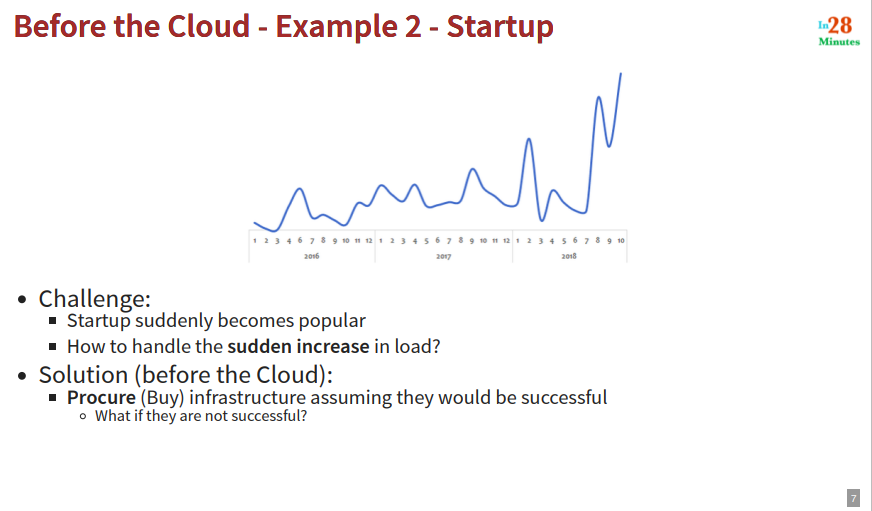 Before the Cloud - Example 2 - Startup
In28
Minutes
1 2 3 4 6 7 8 9 10 11 12 1 2 3 4 5 6 7 8 9 10 11 12 1 2 3 4 5 6 7 8 9 10
2016 2017 2018
Challenge:
Startup suddenly becomes popular
How to handle the sudden increase in load?
Solution (before the Cloud):
Procure (Buy) infrastructure assuming they would be successful
What if they are not successful?
7